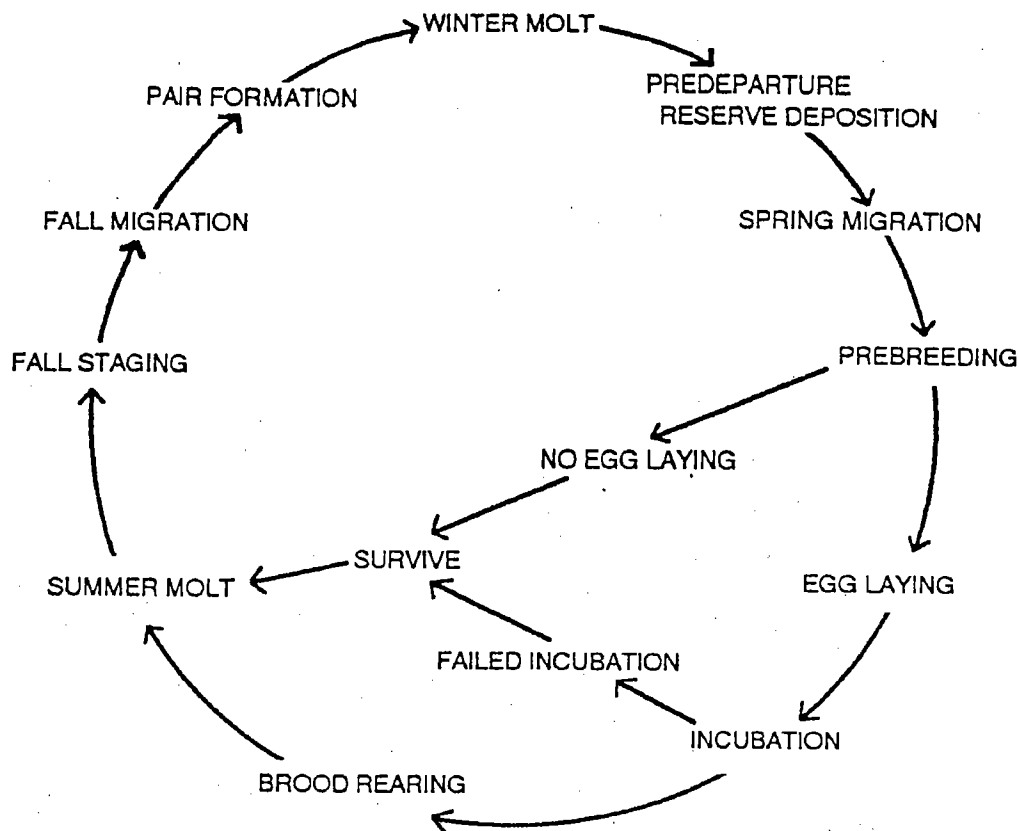 WINTER MOLT
PREDEPARTURE
RESERVE DEPOSITION
PAIR FORMATION
SPRING MIGRATION
FALL MIGRATION
PREBREEDING
FALL STAGING
NO EGG LAYING
SURVIVE
EGG LAYING
SUMMER MOLT
FAILED INCUBATION
INCUBATION
BROOD REARING